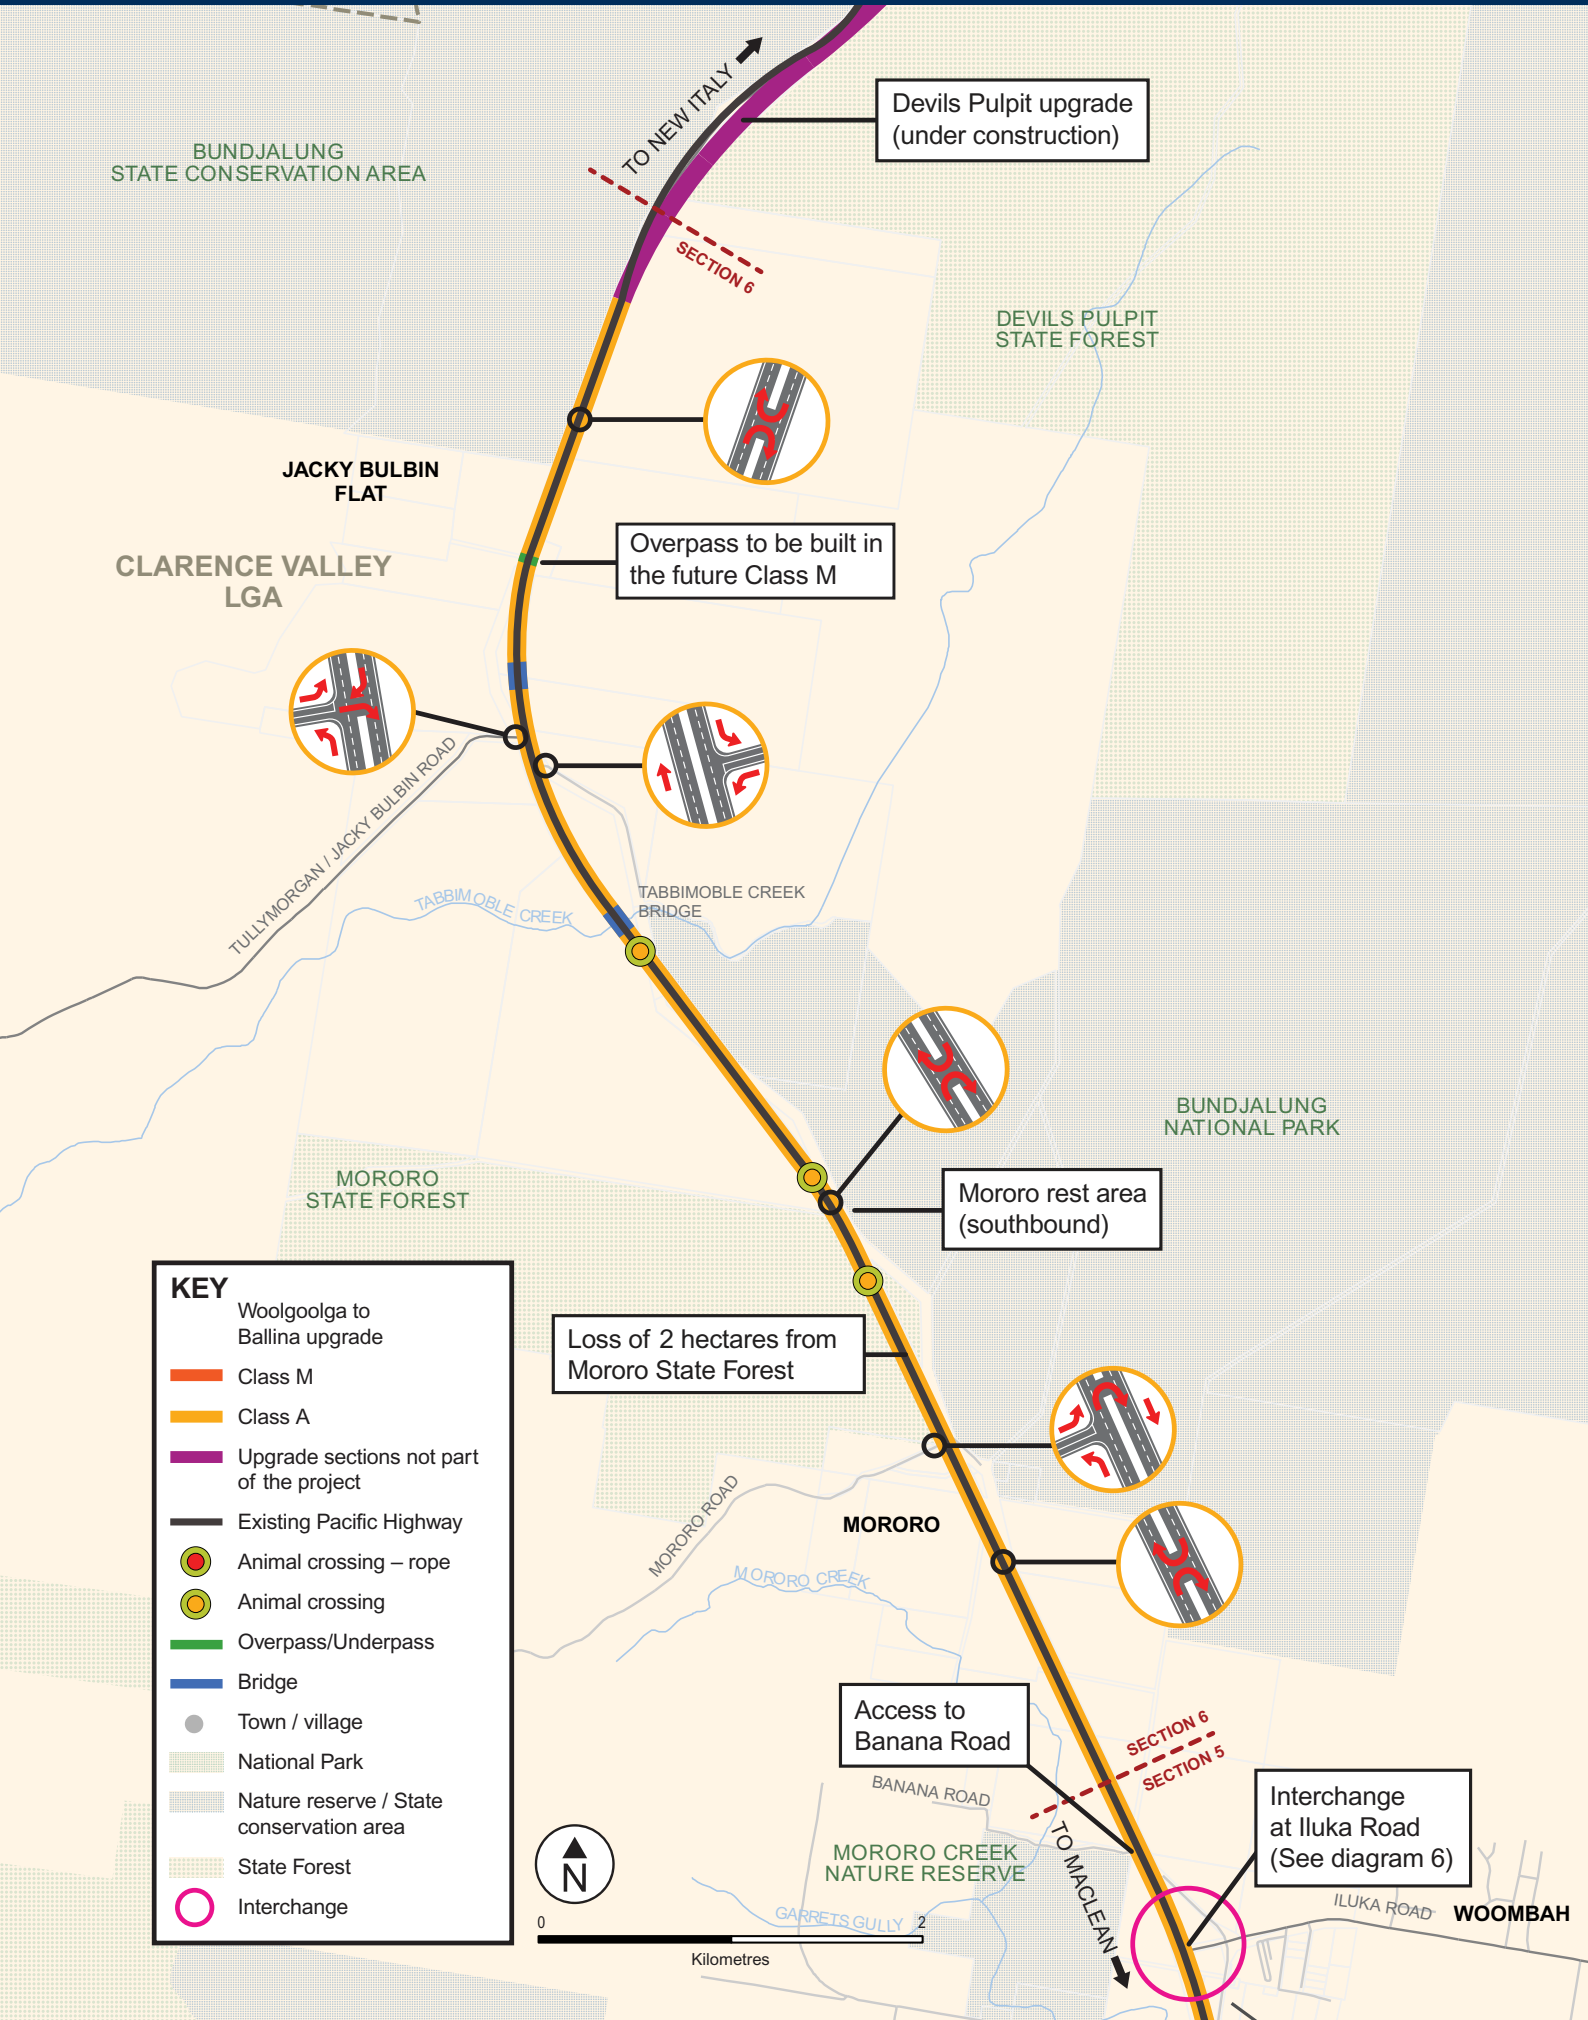 TO NEW ITALY
Devils Pulpit upgrade
(under construction)
BUNDJALUNG
STATE CONSERVATION AREA
SECTION 6
DEVILS PULPIT
STATE FOREST
JACKY BULBIN
FLAT
Overpass to be built in
the future Class M
CLARENCE VALLEY
LGA
TULLYMORGAN / JACKY BULBIN ROAD
TABBIMOBLE CREEK
TABBIMOBLE CREEK
BRIDGE
BUNDJALUNG
NATIONAL PARK
MORORO
STATE FOREST
Mororo rest area
(southbound)
Loss of 2 hectares from
Mororo State Forest
MORORO ROAD
MORORO
MORORO CREEK
Access to
Banana Road
SECTION 6
SECTION 5
BANANA ROAD
Interchange
at Iluka Road
(See diagram 6)
MORORO CREEK
NATURE RESERVE
TO MACLEAN
GARRETS GULLY
ILUKA ROAD
WOOMBAH
KEY
Woolgoolga to
Ballina upgrade
Class M
Class A
Upgrade sections not part
of the project
Existing Pacific Highway
Animal crossing – rope
Animal crossing
Overpass/Underpass
Bridge
Town / village
National Park
Nature reserve / State
conservation area
State Forest
Interchange
N
0 2
Kilometres